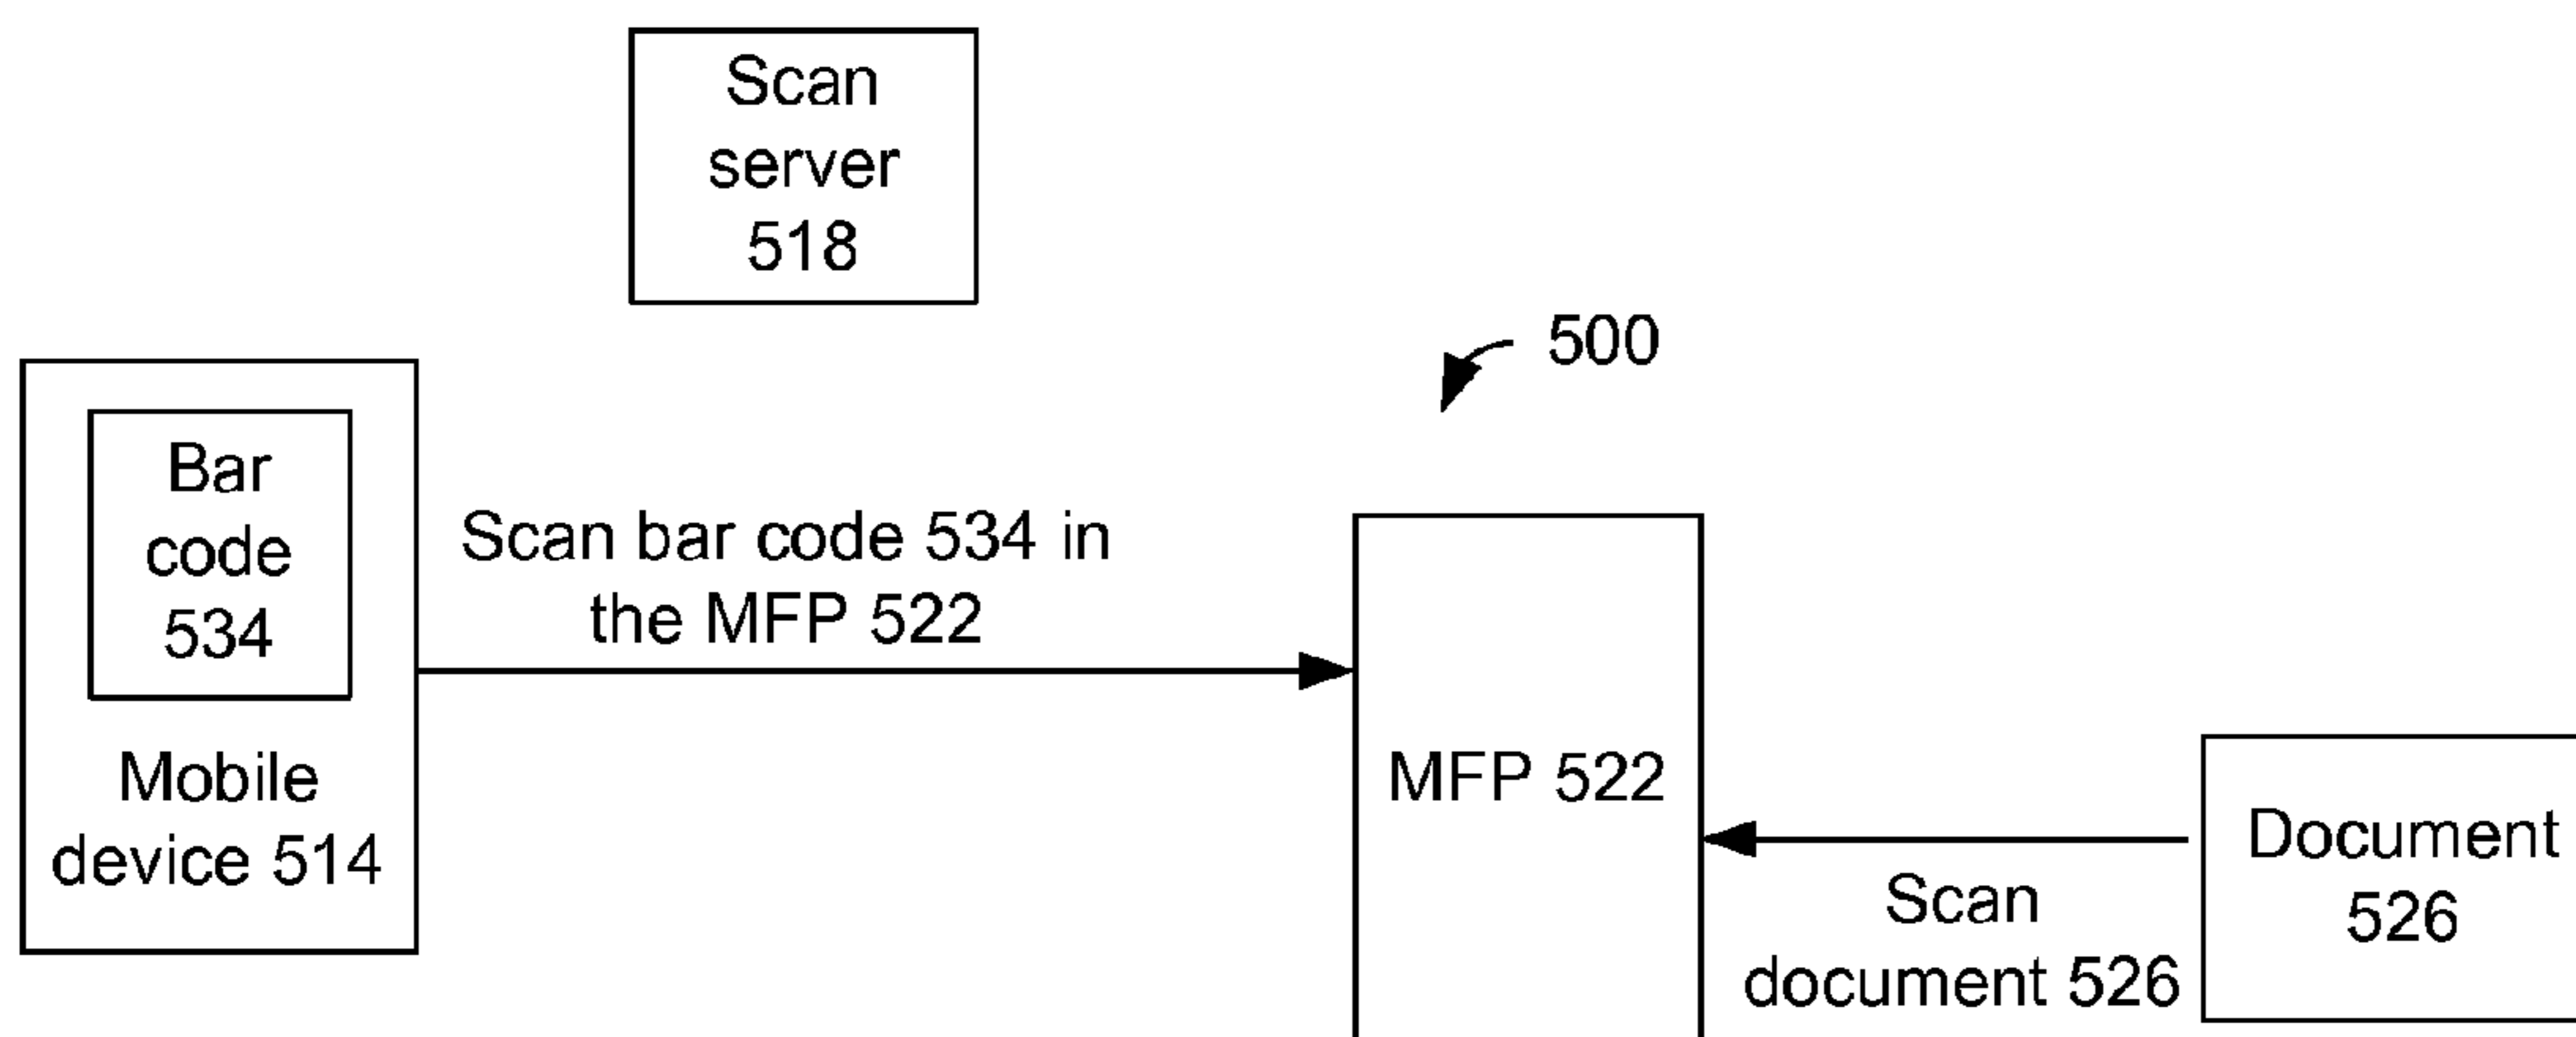 Scan
server
518
500
Bar
code
534
Mobile
device 514
Scan bar code 534 in
the MFP 522
MFP 522
Scan
document 526
Document
526